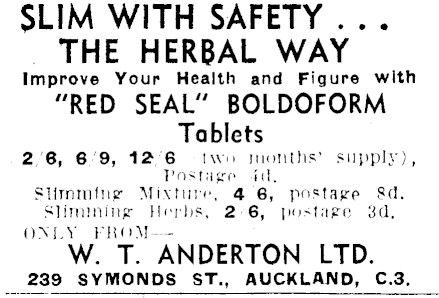 SLIM WITH SAFETY . . .
THE HERBAL WAY
Improve Your Health and Figure with
"RED SEAL" BOLDOFORM
Tablets
2/6, 6/9, 12/6 (two months' supply),
Postage 4d.
Slimming Mixture, 4/6, postage 8d.
Slimming Herbs, 2/6, postage 3d.
ONLY FROM—
W. T. ANDERTON LTD.
239 SYMONDS ST., AUCKLAND, C.3.